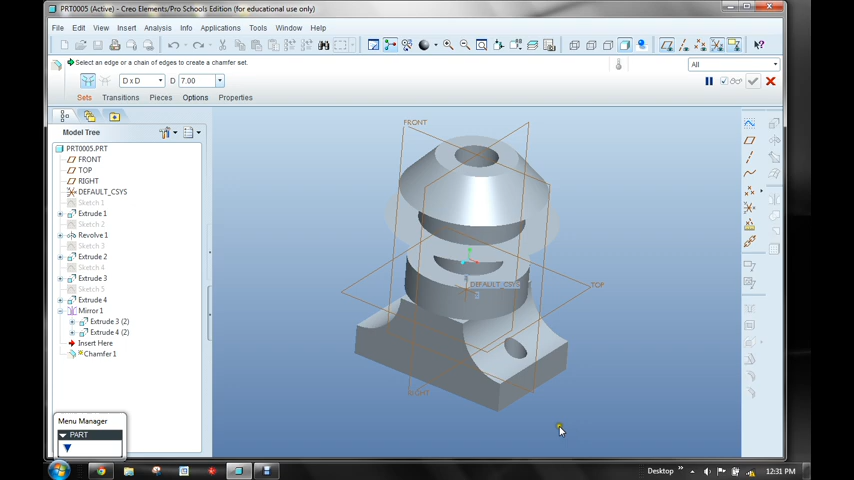 PRT0005 (Active) - Creo Elements/Pro Schools Edition (for educational use only)
File Edit View Insert Analysis Info Applications Tools Window Help
Select an edge or a chain of edges to create a chamfer set.
All
D x D D 7.00
Sets Transitions Pieces Options Properties
Model Tree
PRT0005.PRT
FRONT
TOP
RIGHT
DEFAULT_CSYS
Sketch 1
Extrude 1
Sketch 2
Revolve 1
Sketch 3
Extrude 2
Sketch 4
Extrude 3
Sketch 5
Extrude 4
Mirror 1
Extrude 3 (2)
Extrude 4 (2)
Insert Here
Chamfer 1
FRONT
DEFAULT_CSYS
TOP
RIGHT
Menu Manager
PART
Desktop
12:31 PM